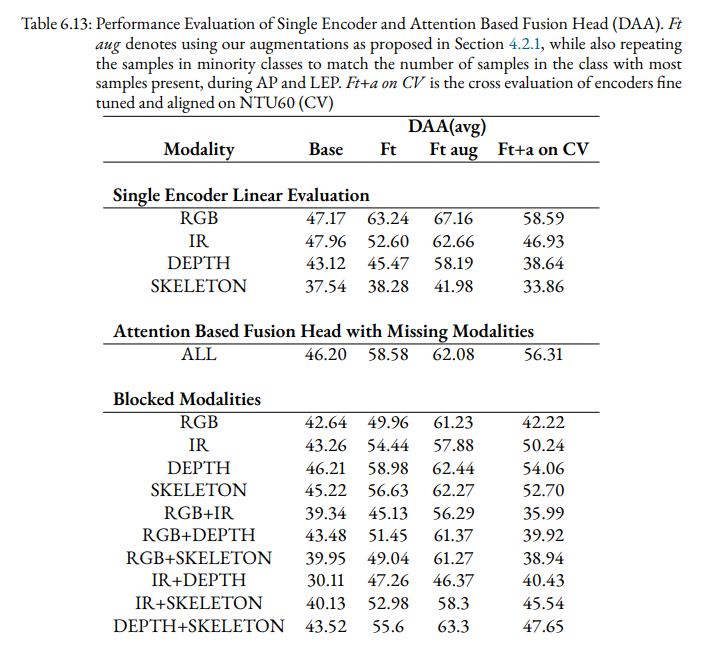 Table 6.13: Performance Evaluation of Single Encoder and Attention Based Fusion Head (DAA). Ft
aug denotes using our augmentations as proposed in Section 4.2.1, while also repeating
the samples in minority classes to match the number of samples in the class with most
samples present, during AP and LEP. Ft+a on CV is the cross evaluation of encoders fine
tuned and aligned on NTU60 (CV)
DAA(avg)
Modality Base Ft Ft aug Ft+a on CV
Single Encoder Linear Evaluation
RGB 47.17 63.24 67.16 58.59
IR 47.96 52.60 62.66 46.93
DEPTH 43.12 45.47 58.19 38.64
SKELETON 37.54 38.28 41.98 33.86
Attention Based Fusion Head with Missing Modalities
ALL 46.20 58.58 62.08 56.31
Blocked Modalities
RGB 42.64 49.96 61.23 42.22
IR 43.26 54.44 57.88 50.24
DEPTH 46.21 58.98 62.44 54.06
SKELETON 45.22 56.63 62.27 52.70
RGB+IR 39.34 45.13 56.29 35.99
RGB+DEPTH 43.48 51.45 61.37 39.92
RGB+SKELETON 39.95 49.04 61.27 38.94
IR+DEPTH 30.11 47.26 46.37 40.43
IR+SKELETON 40.13 52.98 58.3 45.54
DEPTH+SKELETON 43.52 55.6 63.3 47.65